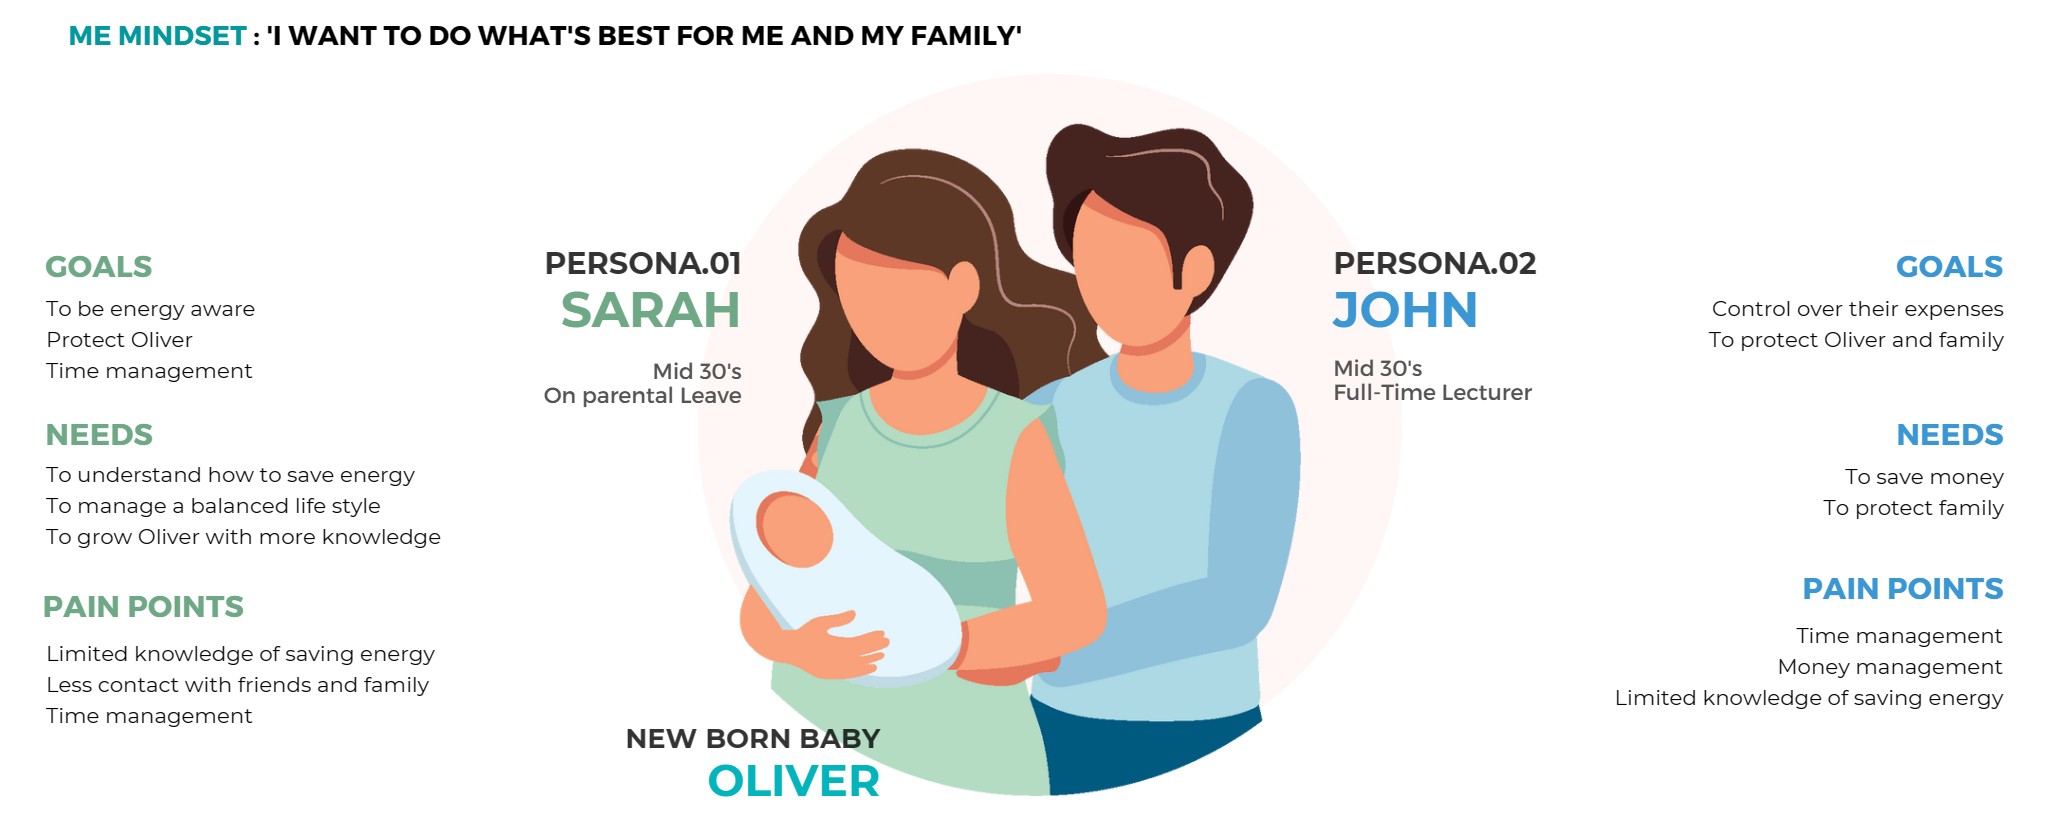 ME MINDSET : 'I WANT TO DO WHAT'S BEST FOR ME AND MY FAMILY'
GOALS
To be energy aware
Protect Oliver
Time management
NEEDS
To understand how to save energy
To manage a balanced life style
To grow Oliver with more knowledge
PAIN POINTS
Limited knowledge of saving energy
Less contact with friends and family
Time management
PERSONA.01
SARAH
Mid 30's
On parental Leave
NEW BORN BABY
OLIVER
PERSONA.02
JOHN
Mid 30's
Full-Time Lecturer
GOALS
Control over their expenses
To protect Oliver and family
NEEDS
To save money
To protect family
PAIN POINTS
Time management
Money management
Limited knowledge of saving energy